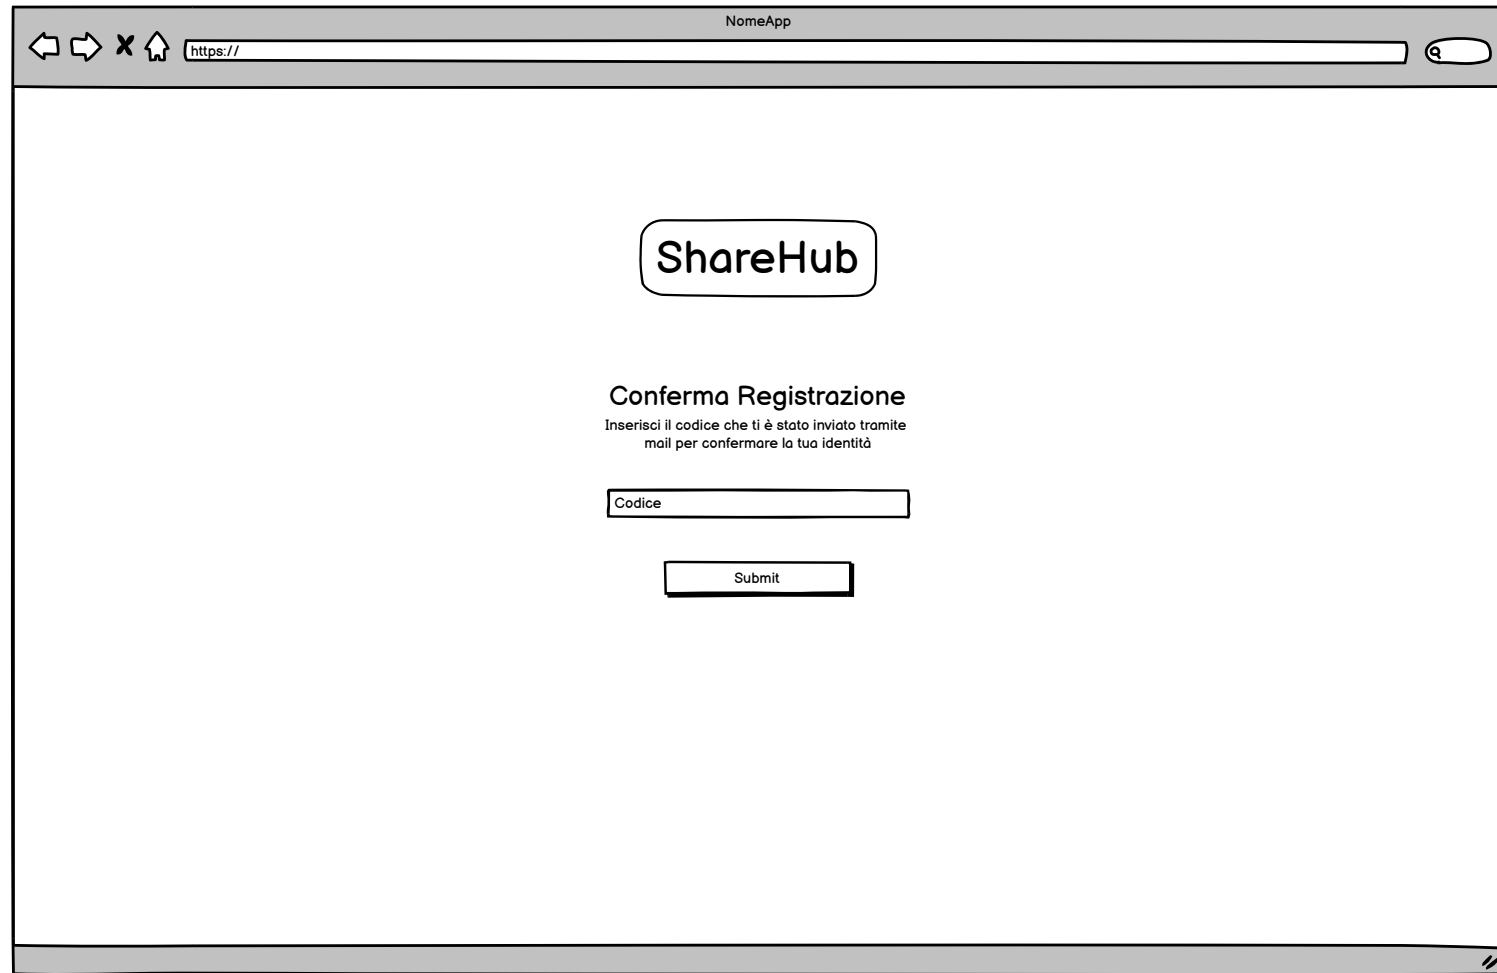 NomeApp
https://
ShareHub
Conferma Registrazione
Inserisci il codice che ti è stato inviato tramite
mail per confermare la tua identità
Codice
Submit